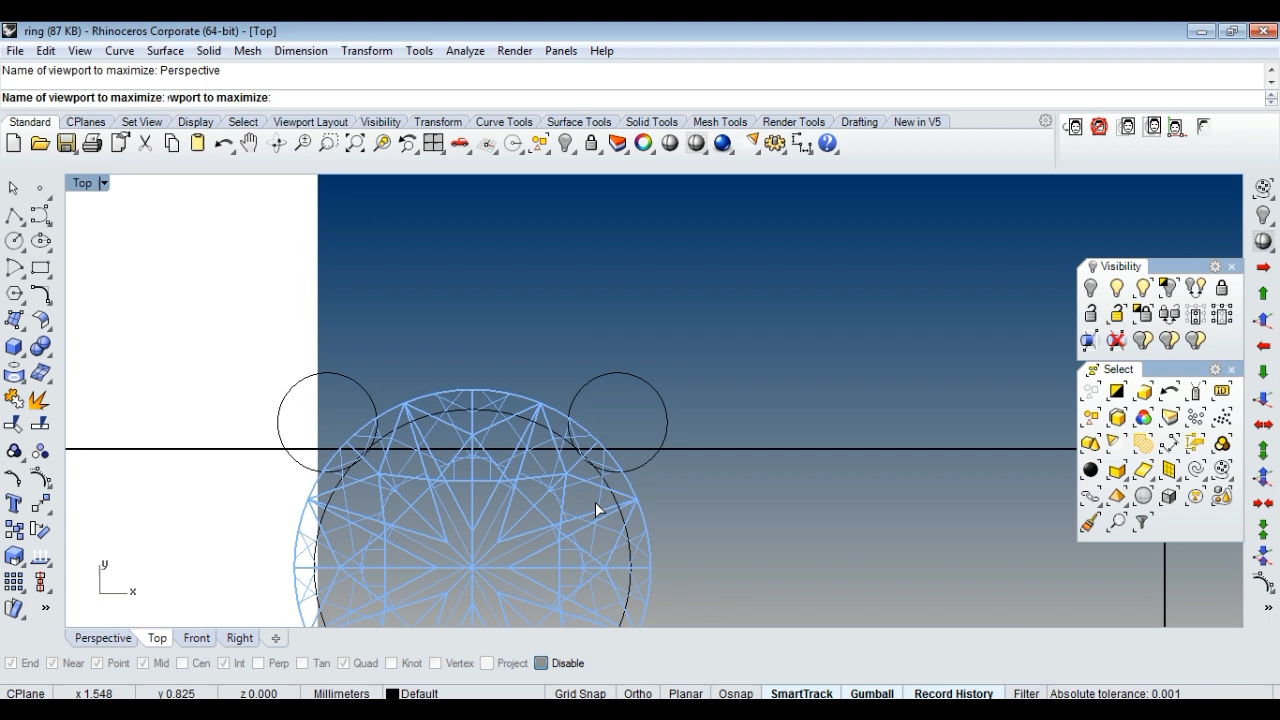 ring (87 KB) - Rhinoceros Corporate (64-bit) - [Top]
File Edit View Curve Surface Solid Mesh Dimension Transform Tools Analyze Render Panels Help
Name of viewport to maximize: Perspective
Name of viewport to maximize: wport to maximize:
Standard CPlanes Set View Display Select Viewport Layout Visibility Transform Curve Tools Surface Tools Solid Tools Mesh Tools Render Tools Drafting New in V5
Top
Visibility
Select
y
x
Perspective Top Front Right
End Near Point Mid Cen Int Perp Tan Quad Knot Vertex Project Disable
CPlane x 1.548 y 0.825 z 0.000 Millimeters Default Grid Snap Ortho Planar Osnap SmartTrack Gumball Record History Filter Absolute tolerance: 0.001